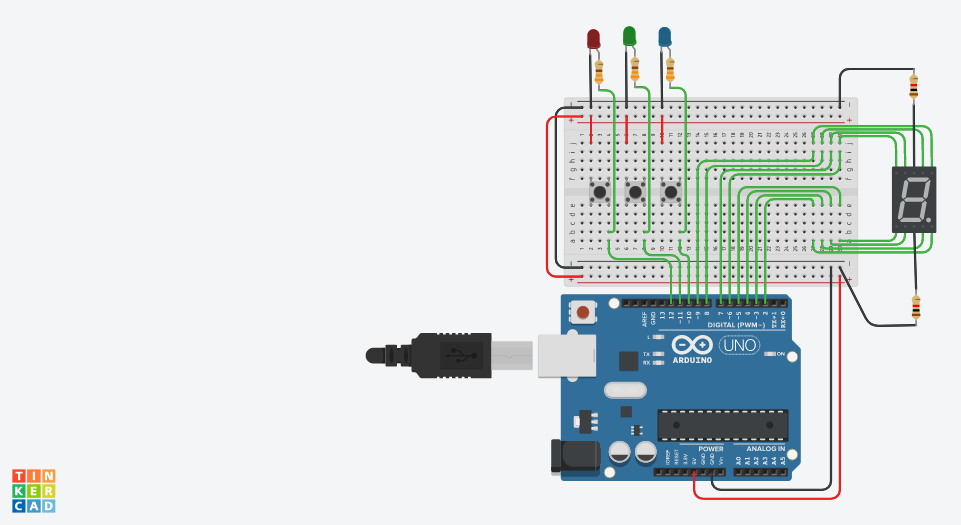 AREF
GND
13
12
~11
~10
~9
8
7
~6
~5
4
~3
2
TX→1
RX←0
DIGITAL (PWM~)
L
TX
RX
ARDUINO
UNO
ON
IOREF
RESET
3.3V
5V
GND
GND
Vin
POWER
ANALOG IN
A0
A1
A2
A3
A4
A5
TIN
KER
CAD